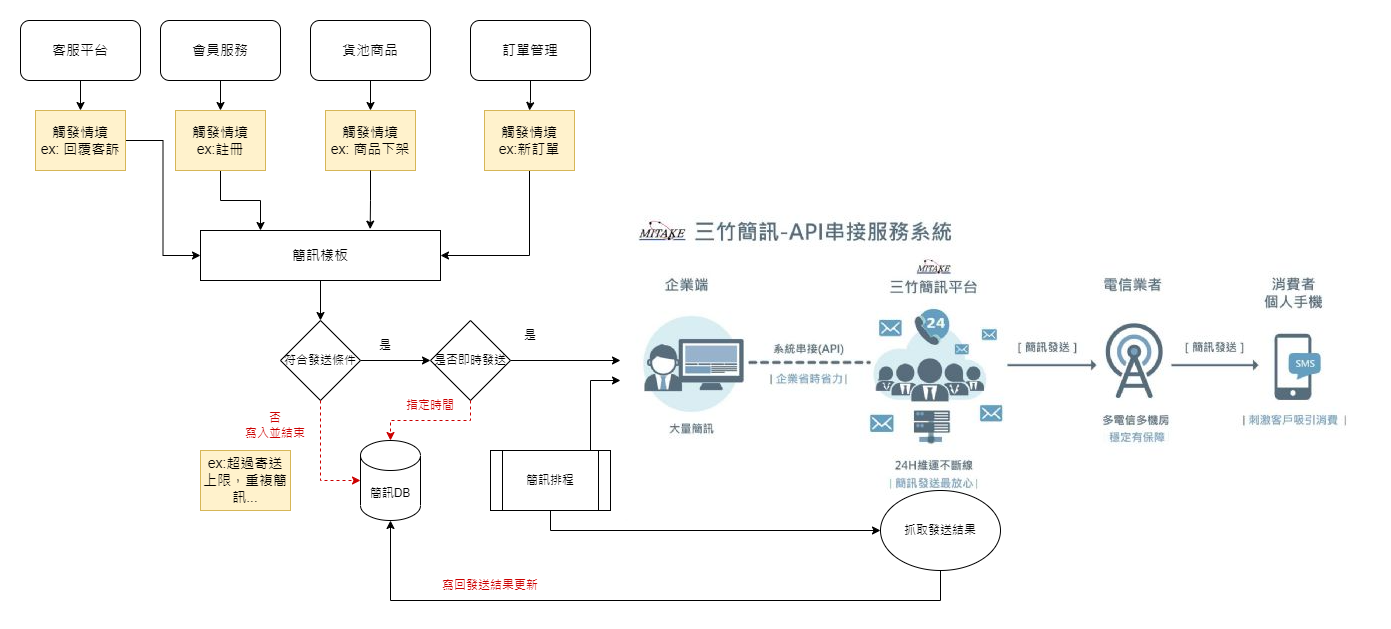 客服平台
會員服務
貨池商品
訂單管理
觸發情境
ex: 回覆客訴
觸發情境
ex:註冊
觸發情境
ex: 商品下架
觸發情境
ex:新訂單
簡訊樣板
符合發送條件
是
是否即時發送
是
否
寫入並結束
指定時間
ex:超過寄送
上限，重複簡
訊...
簡訊DB
簡訊排程
抓取發送結果
寫回發送結果更新
MITAKE 三竹簡訊-API串接服務系統
企業端
大量簡訊
系統串接(API)
| 企業省時省力 |
MITAKE
三竹簡訊平台
24
24H維運不斷線
| 簡訊發送最放心 |
[ 簡訊發送 ]
電信業者
多電信多機房
穩定有保障
[ 簡訊發送 ]
消費者
個人手機
SMS
| 刺激客戶吸引消費 |